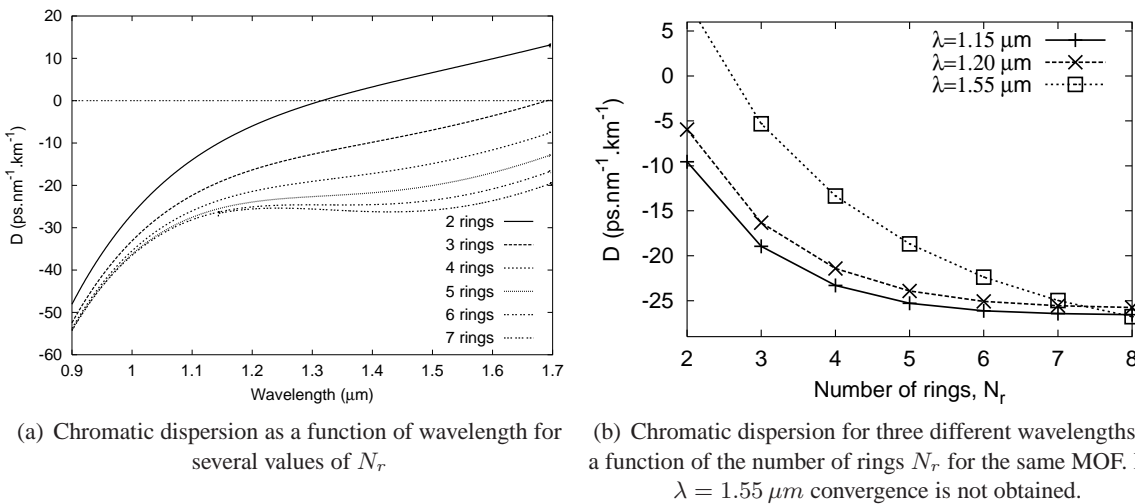 20
10
0
-10
-20
-30
-40
-50
-60
D (ps.nm-1.km-1)
0.9 1 1.1 1.2 1.3 1.4 1.5 1.6 1.7
Wavelength (μm)
2 rings
3 rings
4 rings
5 rings
6 rings
7 rings
(a) Chromatic dispersion as a function of wavelength for
several values of Nr
5
0
-5
-10
-15
-20
-25
D (ps.nm-1.km-1)
2 3 4 5 6 7 8
Number of rings, Nr
λ=1.15 μm
λ=1.20 μm
λ=1.55 μm
(b) Chromatic dispersion for three different wavelengths
a function of the number of rings Nr for the same MOF.
λ = 1.55 μm convergence is not obtained.